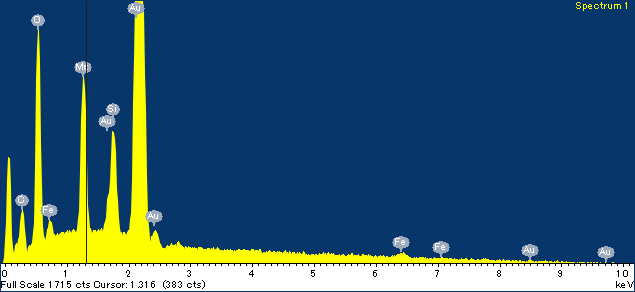 Spectrum 1
Au
O
Mg
Si
Au
C
Fe
Au
Fe
Fe
Au
Au
0 1 2 3 4 5 6 7 8 9 10
Full Scale 1715 cts Cursor: 1.316 (383 cts) keV